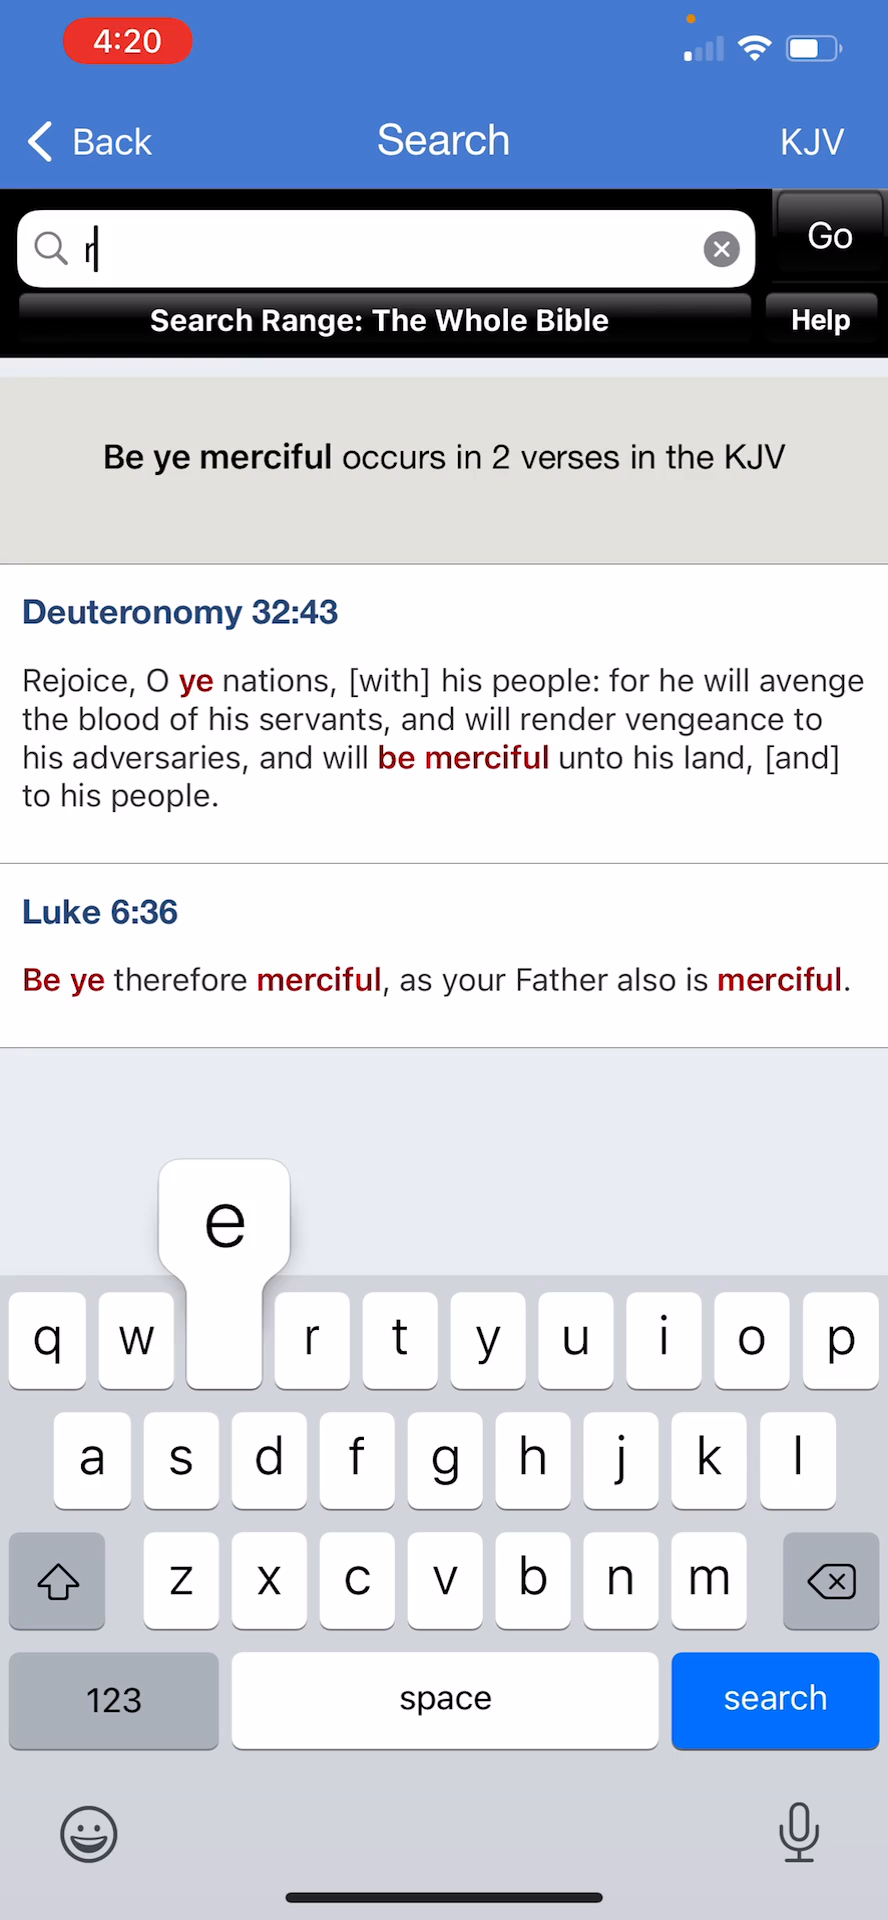 4:20
Back Search KJV
r Go
Search Range: The Whole Bible Help
Be ye merciful occurs in 2 verses in the KJV
Deuteronomy 32:43
Rejoice, O ye nations, [with] his people: for he will avenge
the blood of his servants, and will render vengeance to
his adversaries, and will be merciful unto his land, [and]
to his people.
Luke 6:36
Be ye therefore merciful, as your Father also is merciful.
e
q w r t y u i o p
a s d f g h j k l
z x c v b n m
123 space search